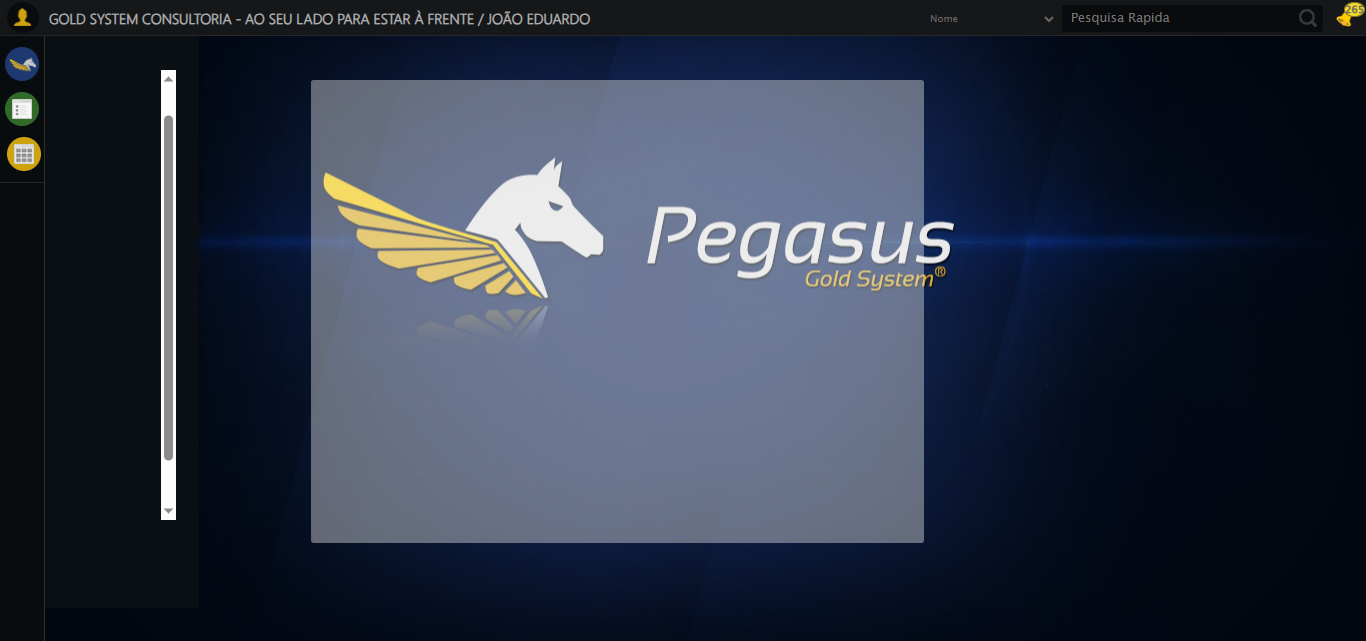 GOLD SYSTEM CONSULTORIA - AO SEU LADO PARA ESTAR À FRENTE / JOÃO EDUARDO
Nome
Pesquisa Rapida
265
Pegasus
Gold System®